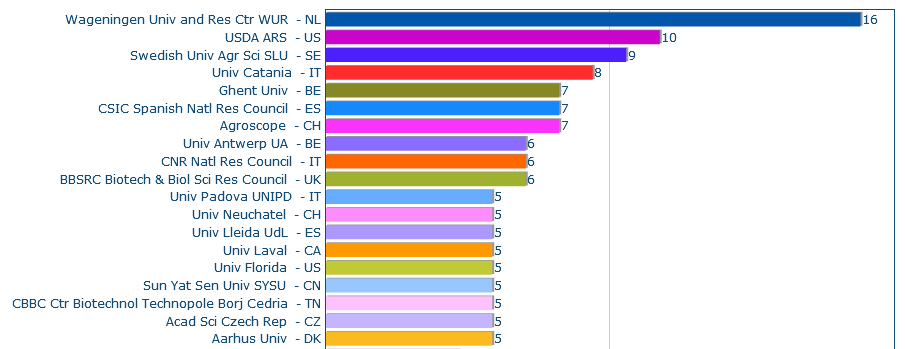 Wageningen Univ and Res Ctr WUR - NL 16
USDA ARS - US 10
Swedish Univ Agr Sci SLU - SE 9
Univ Catania - IT 8
Ghent Univ - BE 7
CSIC Spanish Natl Res Council - ES 7
Agroscope - CH 7
Univ Antwerp UA - BE 6
CNR Natl Res Council - IT 6
BBSRC Biotech & Biol Sci Res Council - UK 6
Univ Padova UNIPD - IT 5
Univ Neuchatel - CH 5
Univ Lleida UdL - ES 5
Univ Laval - CA 5
Univ Florida - US 5
Sun Yat Sen Univ SYSU - CN 5
CBBC Ctr Biotechnol Technopole Borj Cedria - TN 5
Acad Sci Czech Rep - CZ 5
Aarhus Univ - DK 5